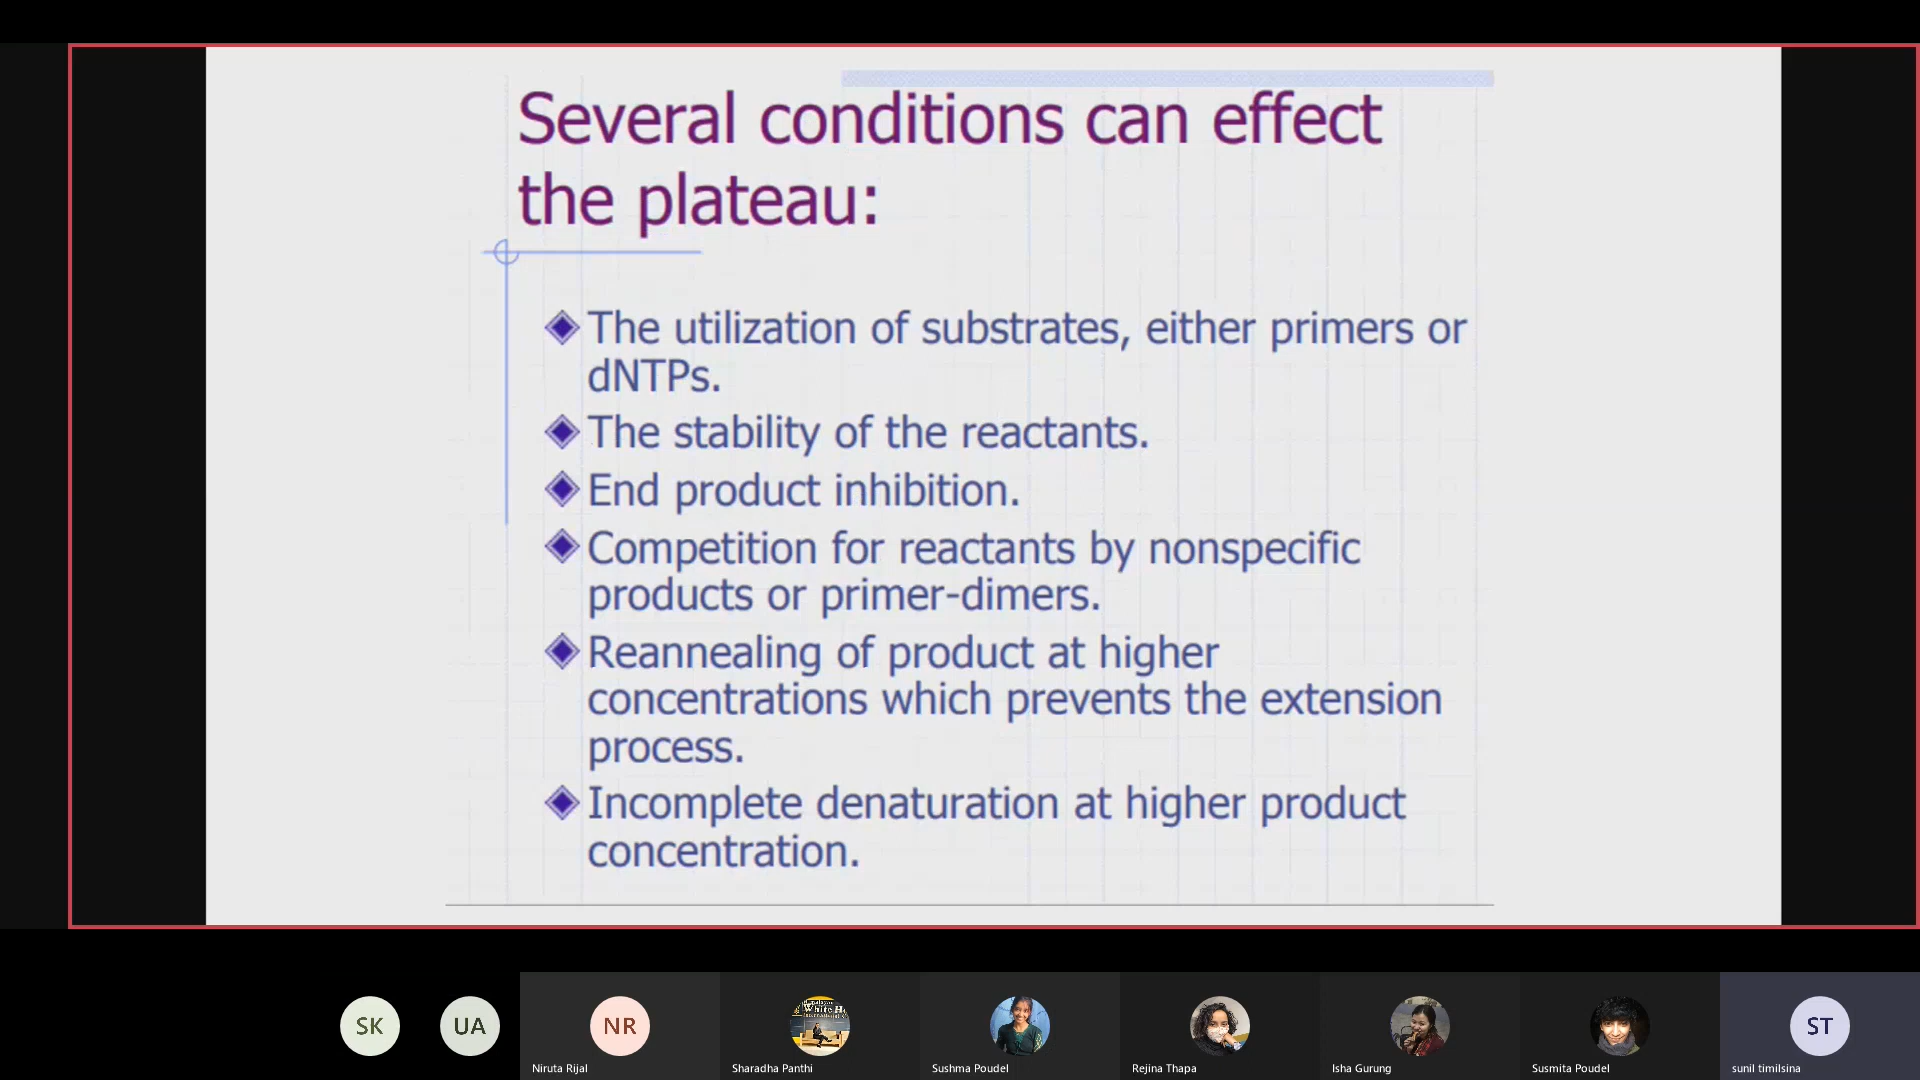 Several conditions can effect
the plateau:
The utilization of substrates, either primers or
dNTPs.
The stability of the reactants.
End product inhibition.
Competition for reactants by nonspecific
products or primer-dimers.
Reannealing of product at higher
concentrations which prevents the extension
process.
Incomplete denaturation at higher product
concentration.
SK
UA
NR
White H
ST
Niruta Rijal
Sharadha Panthi
Sushma Poudel
Rejina Thapa
Isha Gurung
Susmita Poudel
sunil timilsina